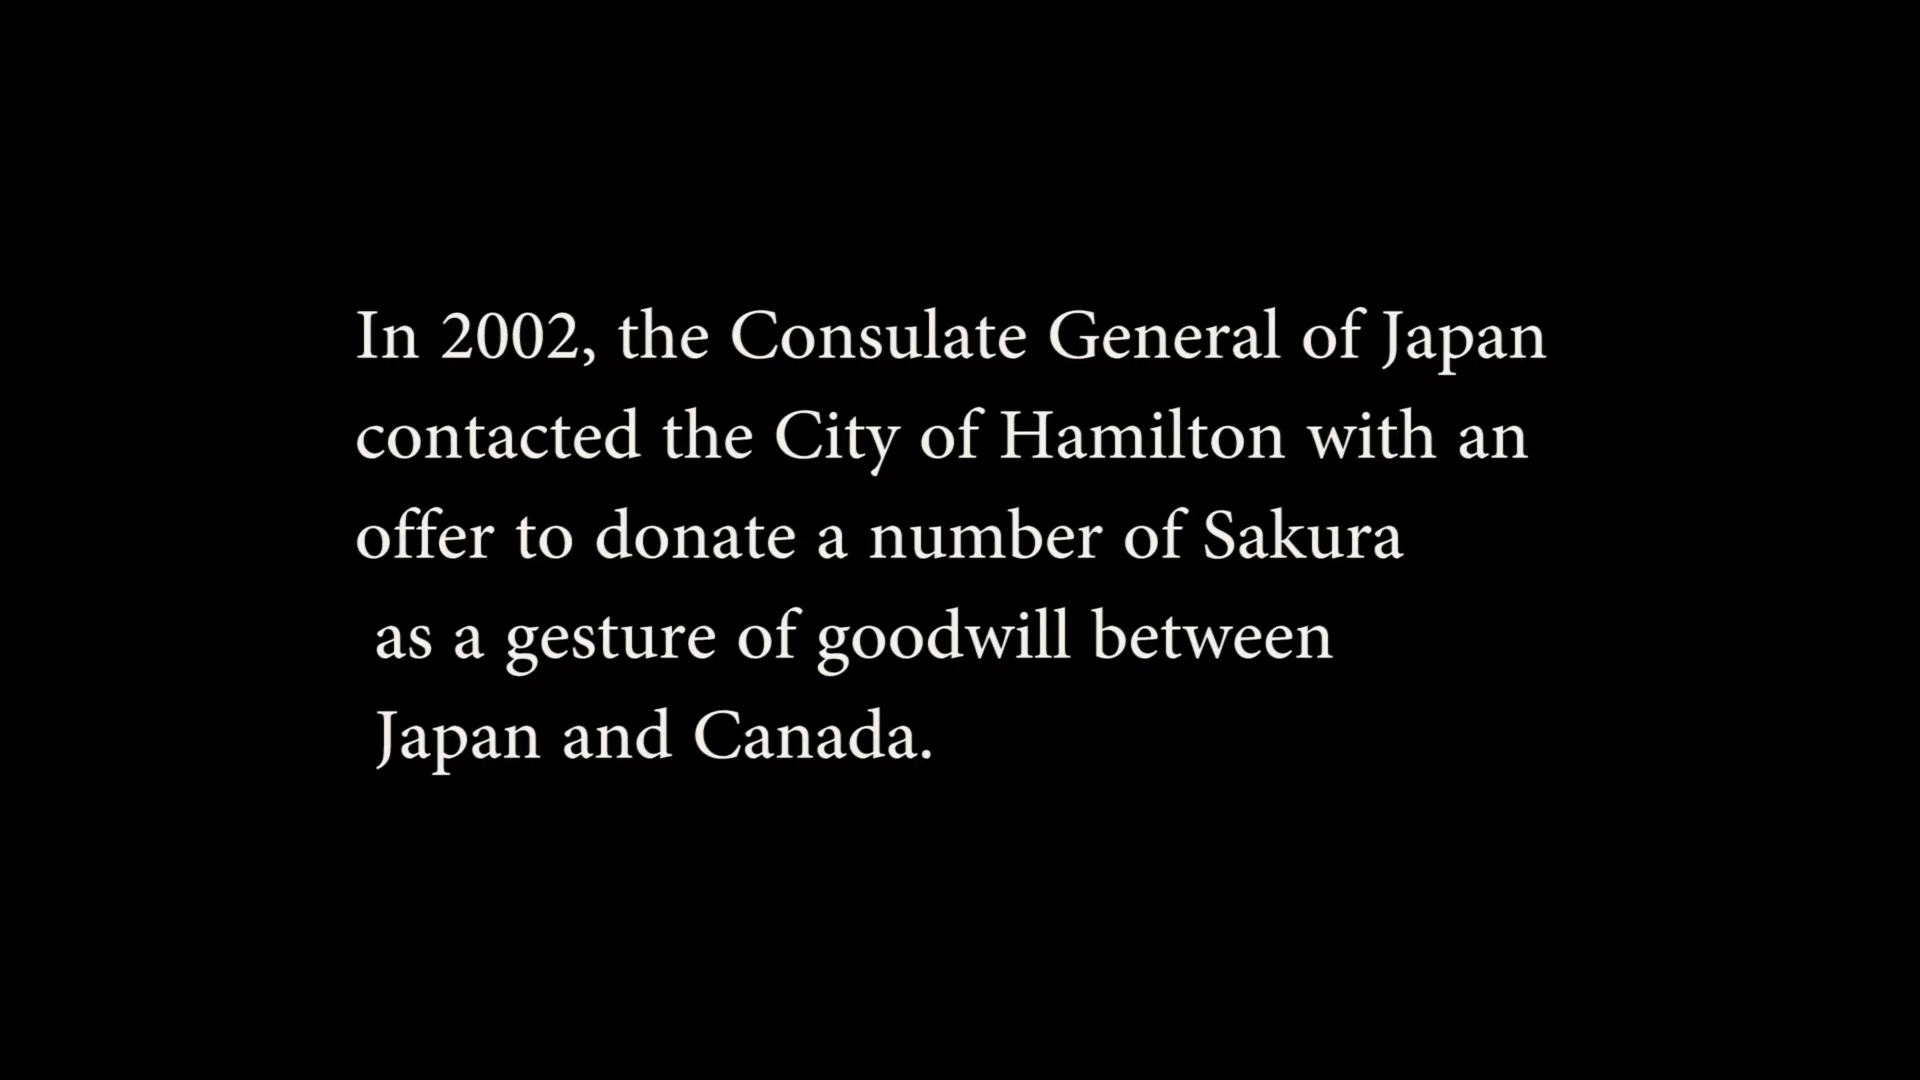 In 2002, the Consulate General of Japan
contacted the City of Hamilton with an
offer to donate a number of Sakura
as a gesture of goodwill between
Japan and Canada.